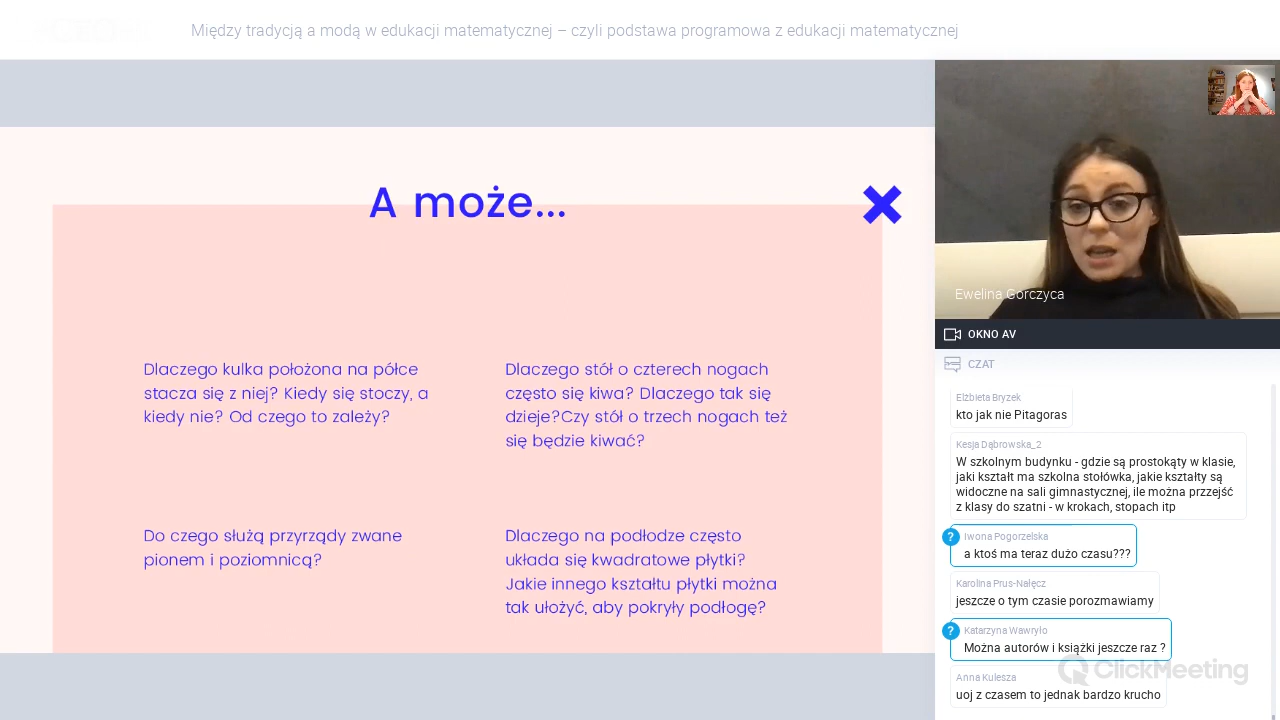 Między tradycją a modą w edukacji matematycznej – czyli podstawa programowa z edukacji matematycznej
A może...
Dlaczego kulka położona na półce
stacza się z niej? Kiedy się stoczy, a
kiedy nie? Od czego to zależy?
Dlaczego stół o czterech nogach
często się kiwa? Dlaczego tak się
dzieje?Czy stół o trzech nogach też
się będzie kiwać?
Do czego służą przyrządy zwane
pionem i poziomnicą?
Dlaczego na podłodze często
układa się kwadratowe płytki?
Jakie innego kształtu płytki można
tak ułożyć, aby pokryły podłogę?
Ewelina Gorczyca
OKNO AV
CZAT
Elżbieta Bryzek
kto jak nie Pitagoras
Kesja Dąbrowska_2
W szkolnym budynku - gdzie są prostokąty w klasie,
jaki kształt ma szkolna stołówka, jakie kształty są
widoczne na sali gimnastycznej, ile można przzejść
z klasy do szatni - w krokach, stopach itp
?
Iwona Pogorzelska
a ktoś ma teraz dużo czasu???
Karolina Prus-Nałęcz
jeszcze o tym czasie porozmawiamy
?
Katarzyna Wawryło
Można autorów i książki jeszcze raz ?
ClickMeeting
Anna Kulesza
uoj z czasem to jednak bardzo krucho